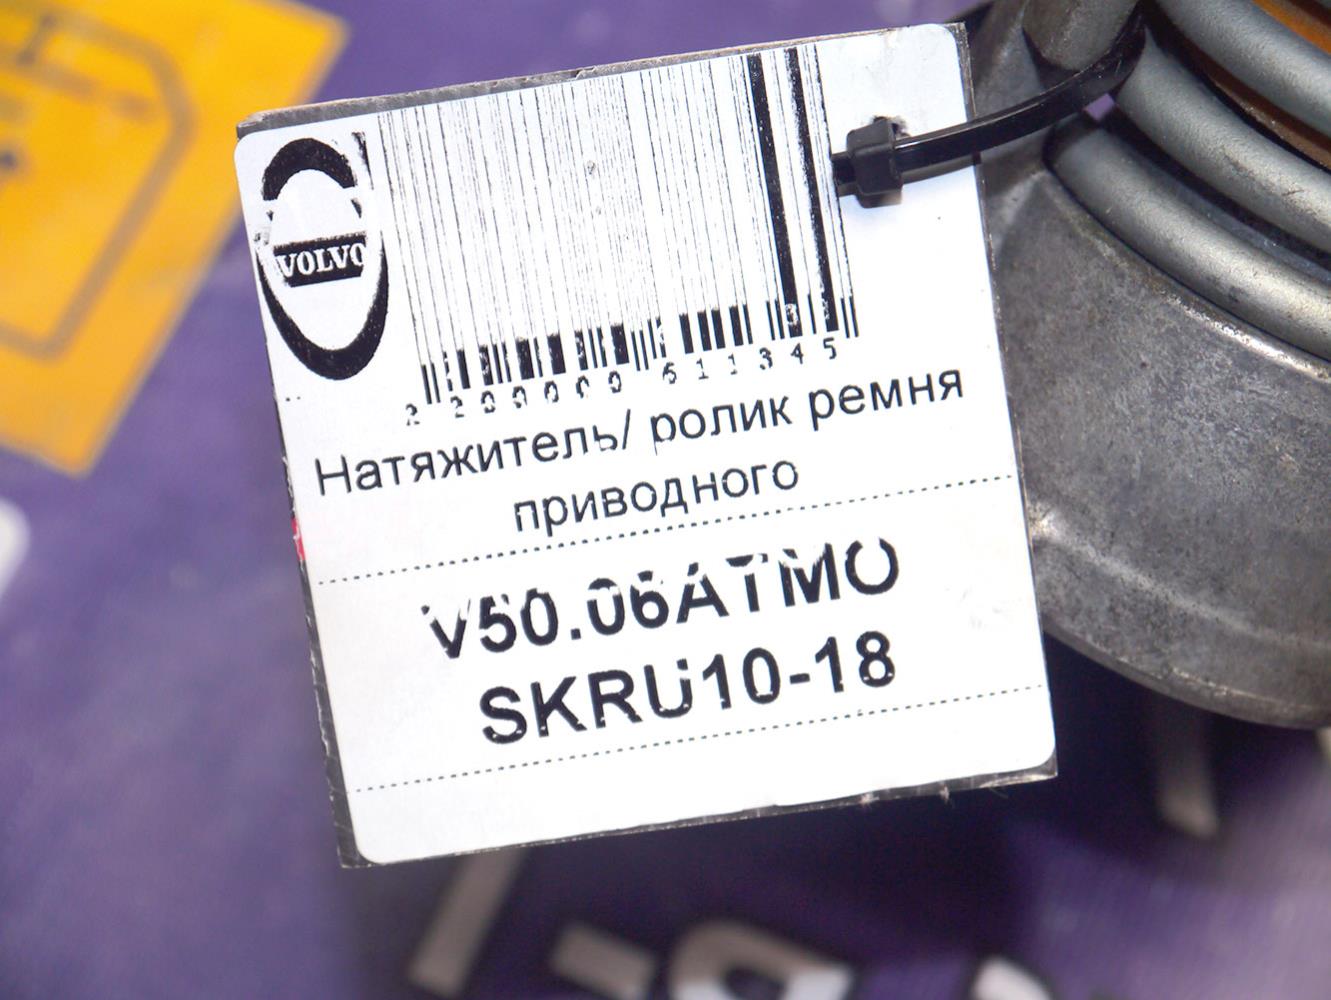 VOLVO
2 200000 611345
Натяжитель/ ролик ремня
приводного
V50.06ATMO
SKRU10-18